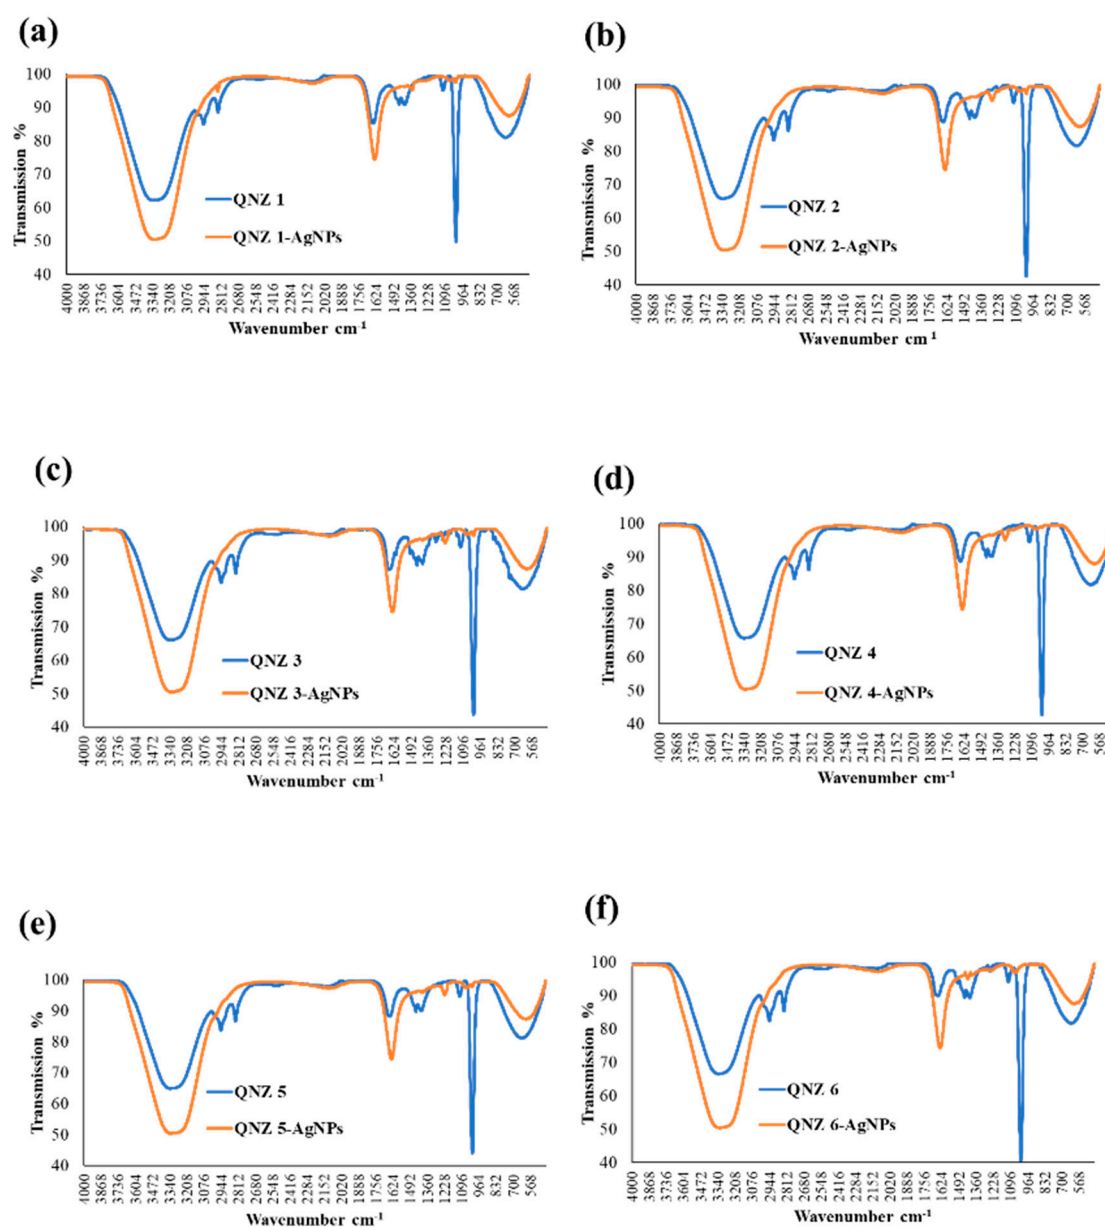 (a)
100
90
80
70
60
50
40
Transmission %
QNZ 1
QNZ 1-AgNPs
4000 3868 3736 3604 3472 3340 3208 3076 2944 2812 2680 2548 2416 2284 2152 2020 1888 1756 1624 1492 1360 1228 1096 964 832 700 568
Wavenumber cm-1
(b)
100
90
80
70
60
50
40
Transmission %
QNZ 2
QNZ 2-AgNPs
4000 3868 3736 3604 3472 3340 3208 3076 2944 2812 2680 2548 2416 2284 2152 2020 1888 1756 1624 1492 1360 1228 1096 964 832 700 568
Wavenumber cm-1
(c)
100
90
80
70
60
50
40
Transmission %
QNZ 3
QNZ 3-AgNPs
4000 3868 3736 3604 3472 3340 3208 3076 2944 2812 2680 2548 2416 2284 2152 2020 1888 1756 1624 1492 1360 1228 1096 964 832 700 568
Wavenumber cm-1
(d)
100
90
80
70
60
50
40
Transmission %
QNZ 4
QNZ 4-AgNPs
4000 3868 3736 3604 3472 3340 3208 3076 2944 2812 2680 2548 2416 2284 2152 2020 1888 1756 1624 1492 1360 1228 1096 964 832 700 568
Wavenumber cm-1
(e)
100
90
80
70
60
50
40
Transmission %
QNZ 5
QNZ 5-AgNPs
4000 3868 3736 3604 3472 3340 3208 3076 2944 2812 2680 2548 2416 2284 2152 2020 1888 1756 1624 1492 1360 1228 1096 964 832 700 568
Wavenumber cm-1
(f)
100
90
80
70
60
50
40
Transmission %
QNZ 6
QNZ 6-AgNPs
4000 3868 3736 3604 3472 3340 3208 3076 2944 2812 2680 2548 2416 2284 2152 2020 1888 1756 1624 1492 1360 1228 1096 964 832 700 568
Wavenumber cm-1